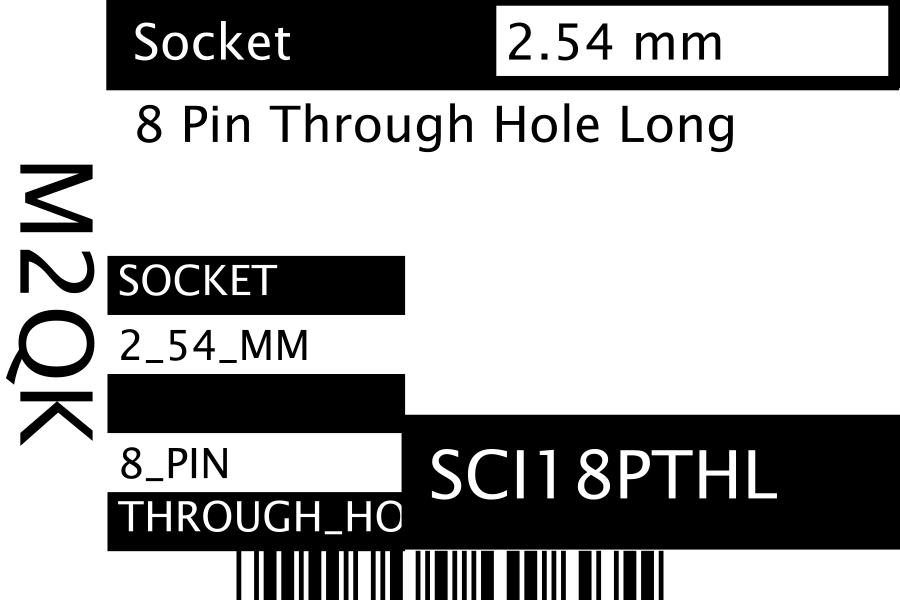 Socket
2.54 mm
8 Pin Through Hole Long
M2QK
SOCKET
2_54_MM
8_PIN
THROUGH_HO
SCI18PTHL